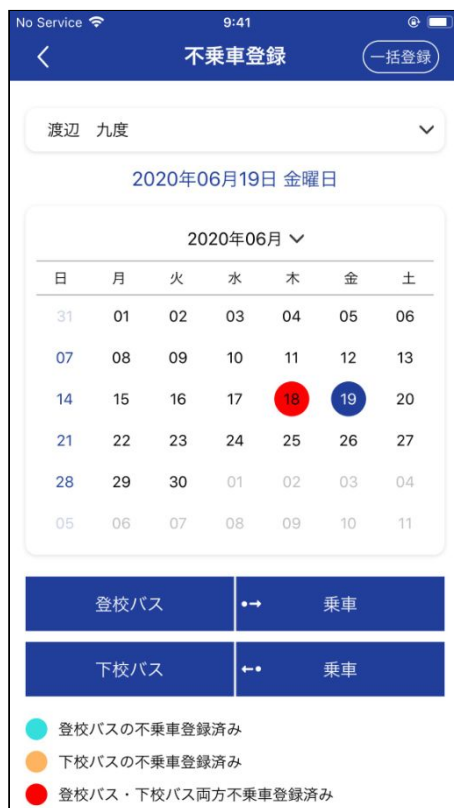 No Service 9:41
不乗車登録 一括登録
渡辺 九度
2020年06月19日 金曜日
2020年06月
日 月 火 水 木 金 土
31 01 02 03 04 05 06
07 08 09 10 11 12 13
14 15 16 17 18 19 20
21 22 23 24 25 26 27
28 29 30 01 02 03 04
05 06 07 08 09 10 11
登校バス 乗車
下校バス 乗車
登校バスの不乗車登録済み
下校バスの不乗車登録済み
登校バス・下校バス両方不乗車登録済み